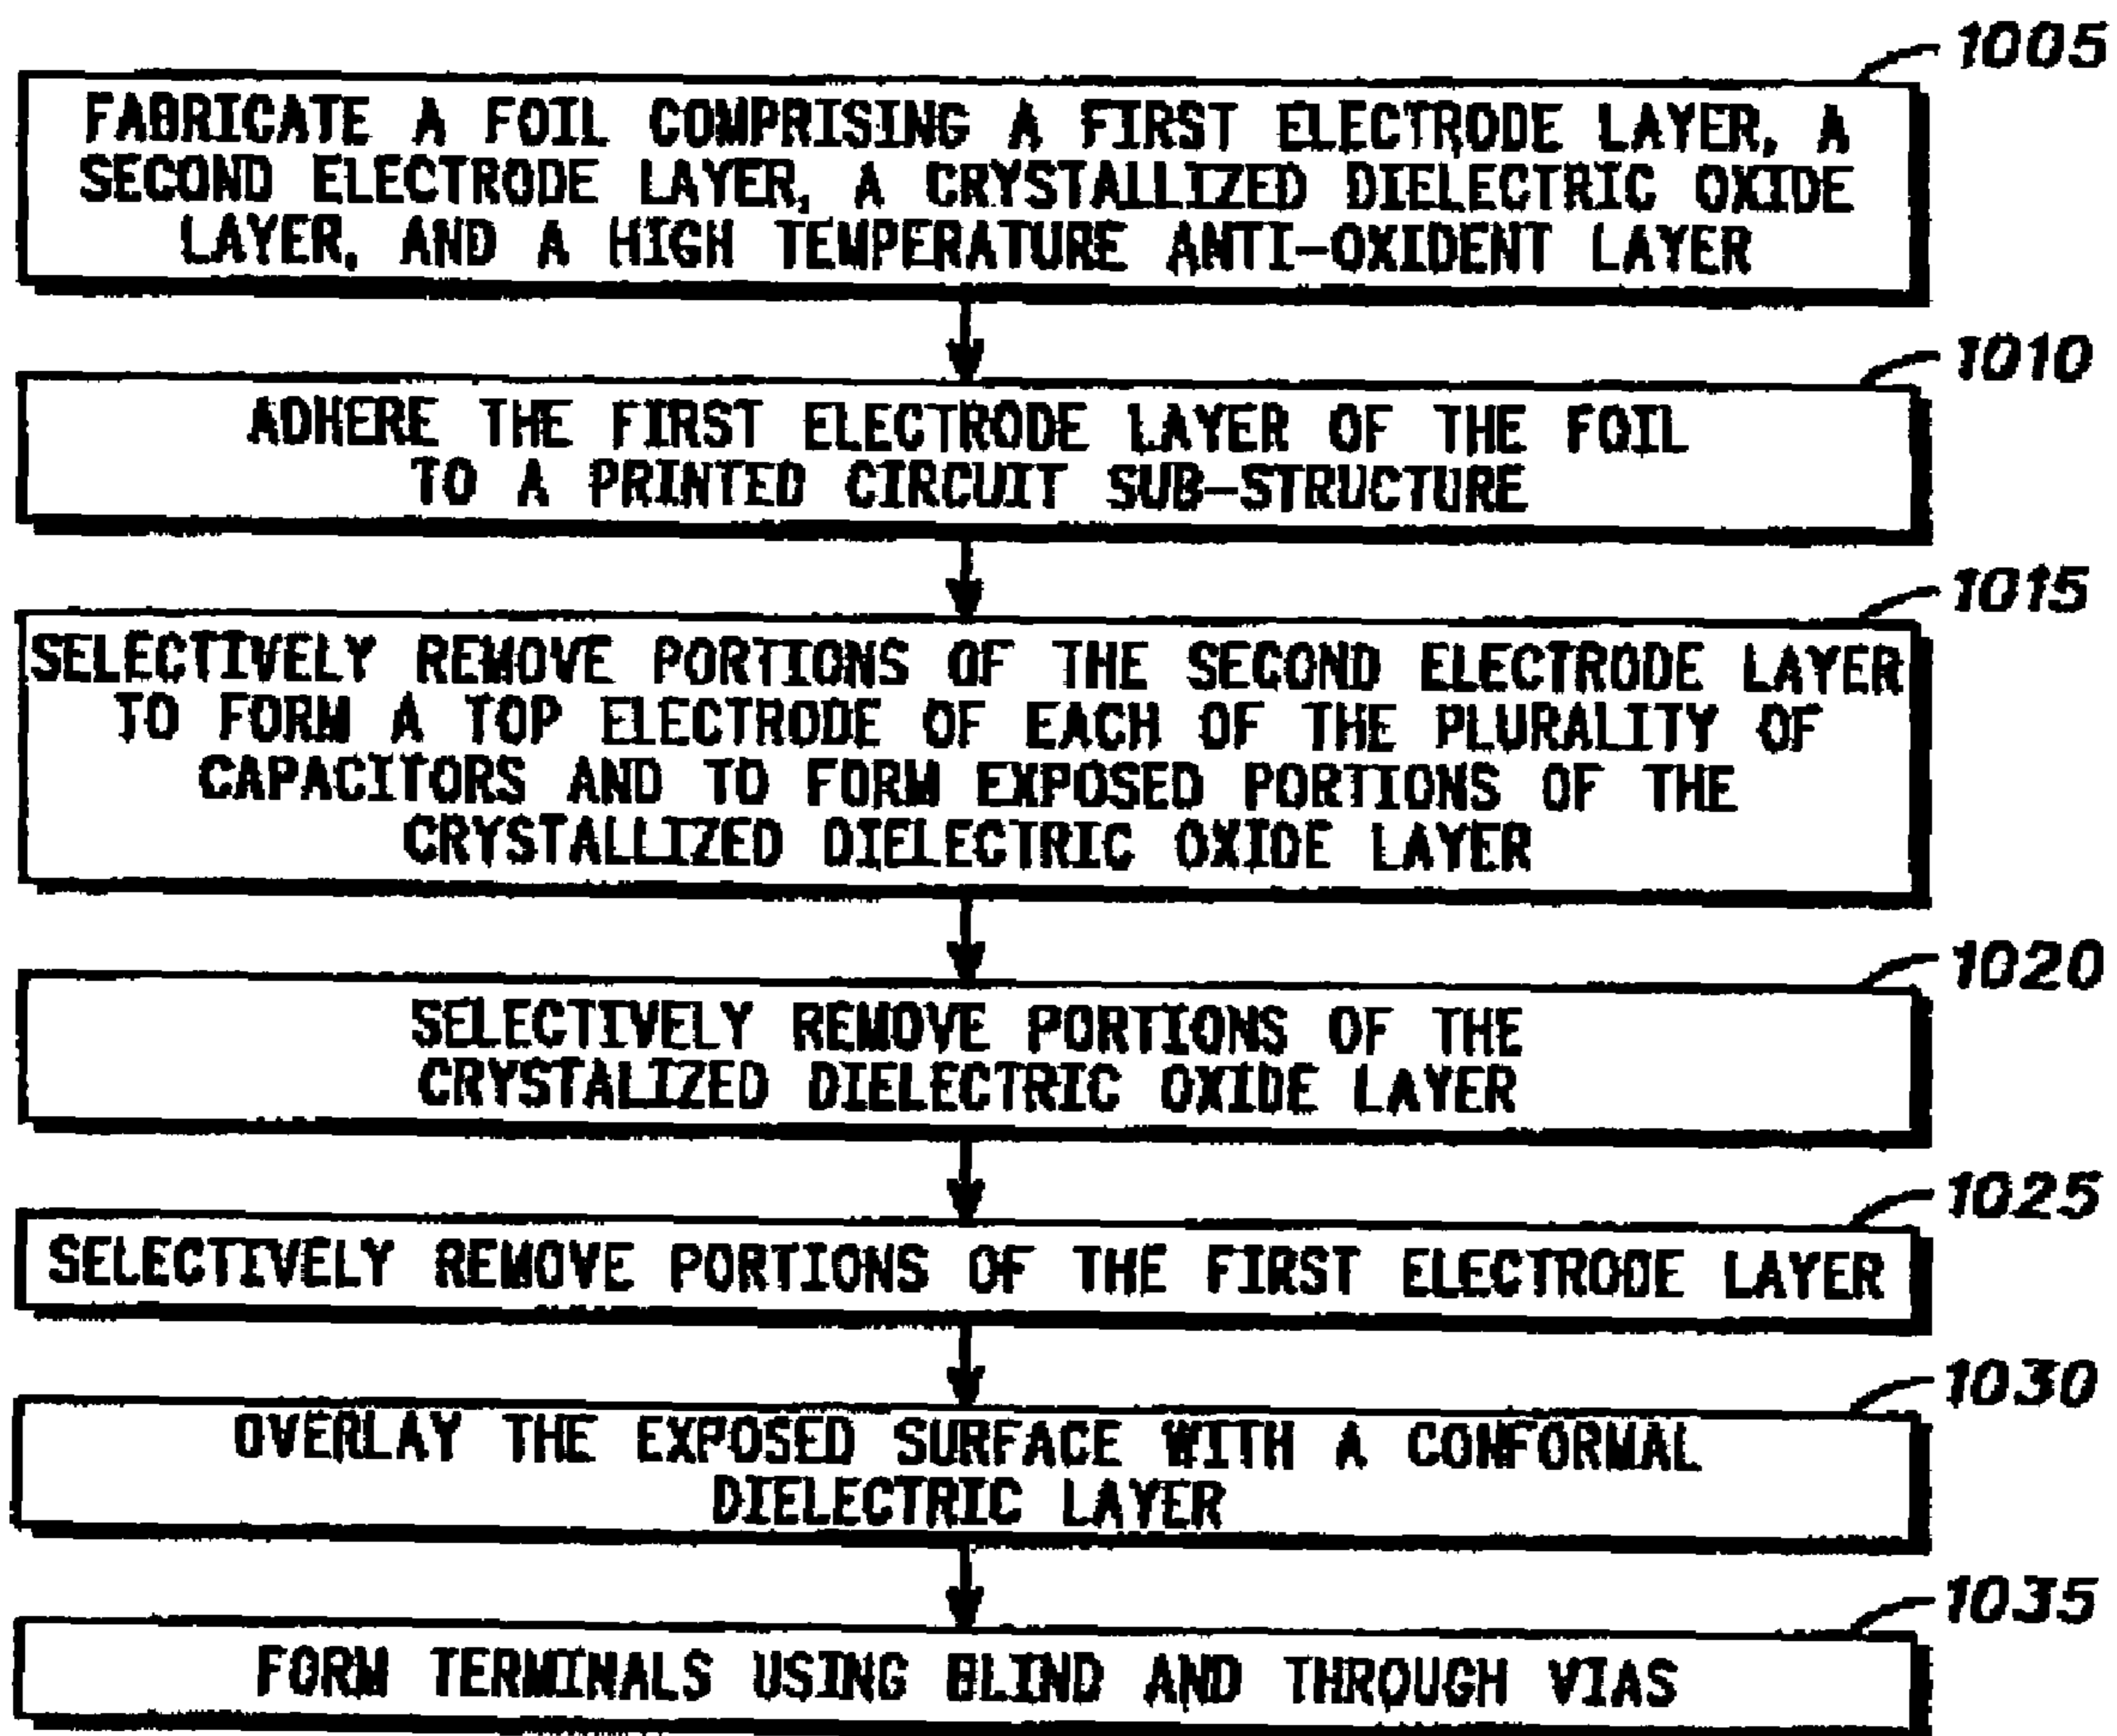 1005
FABRICATE A FOIL COMPRISING A FIRST ELECTRODE LAYER, A
SECOND ELECTRODE LAYER, A CRYSTALLIZED DIELECTRIC OXIDE
LAYER, AND A HIGH TEMPERATURE ANTI-OXIDENT LAYER
1010
ADHERE THE FIRST ELECTRODE LAYER OF THE FOIL
TO A PRINTED CIRCUIT SUB-STRUCTURE
1015
SELECTIVELY REMOVE PORTIONS OF THE SECOND ELECTRODE LAYER
TO FORM A TOP ELECTRODE OF EACH OF THE PLURALITY OF
CAPACITORS AND TO FORM EXPOSED PORTIONS OF THE
CRYSTALLIZED DIELECTRIC OXIDE LAYER
1020
SELECTIVELY REMOVE PORTIONS OF THE
CRYSTALIZED DIELECTRIC OXIDE LAYER
1025
SELECTIVELY REMOVE PORTIONS OF THE FIRST ELECTRODE LAYER
1030
OVERLAY THE EXPOSED SURFACE WITH A CONFORMAL
DIELECTRIC LAYER
1035
FORM TERMINALS USING BLIND AND THROUGH VIAS